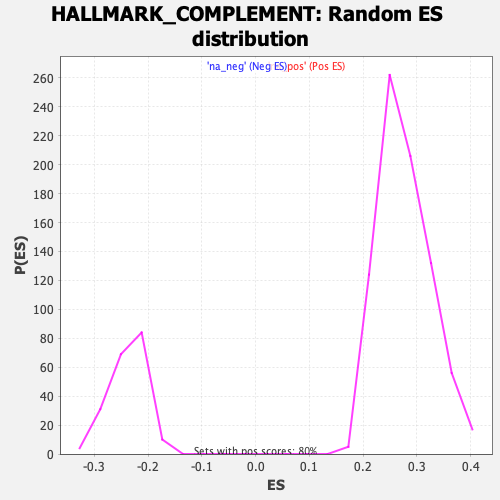 HALLMARK_COMPLEMENT: Random ES
distribution
'na_neg' (Neg ES)pos' (Pos ES)
260
240
220
200
180
160
140
120
100
80
60
40
20
0
P(ES)
Sets with pos scores: 80%
-0.3 -0.2 -0.1 0.0 0.1 0.2 0.3 0.4
ES